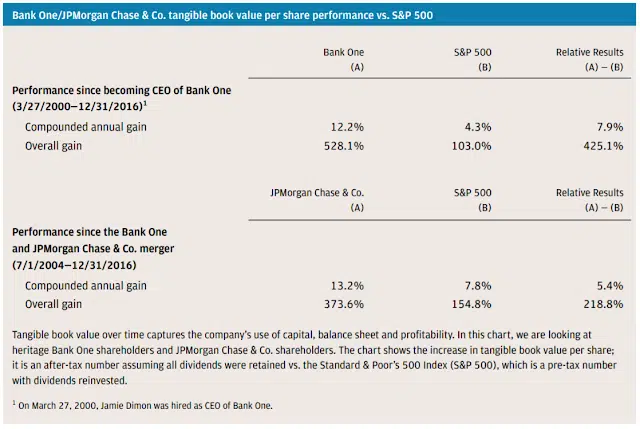 Bank One/JPMorgan Chase & Co. tangible book value per share performance vs. S&P 500
Bank One S&P 500 Relative Results
(A) (B) (A) — (B)
Performance since becoming CEO of Bank One
(3/27/2000—12/31/2016)¹
Compounded annual gain 12.2% 4.3% 7.9%
Overall gain 528.1% 103.0% 425.1%
JPMorgan Chase & Co. S&P 500 Relative Results
(A) (B) (A) — (B)
Performance since the Bank One
and JPMorgan Chase & Co. merger
(7/1/2004—12/31/2016)
Compounded annual gain 13.2% 7.8% 5.4%
Overall gain 373.6% 154.8% 218.8%
Tangible book value over time captures the company's use of capital, balance sheet and profitability. In this chart, we are looking at
heritage Bank One shareholders and JPMorgan Chase & Co. shareholders. The chart shows the increase in tangible book value per share;
it is an after-tax number assuming all dividends were retained vs. the Standard & Poor's 500 Index (S&P 500), which is a pre-tax number
with dividends reinvested.
¹ On March 27, 2000, Jamie Dimon was hired as CEO of Bank One.